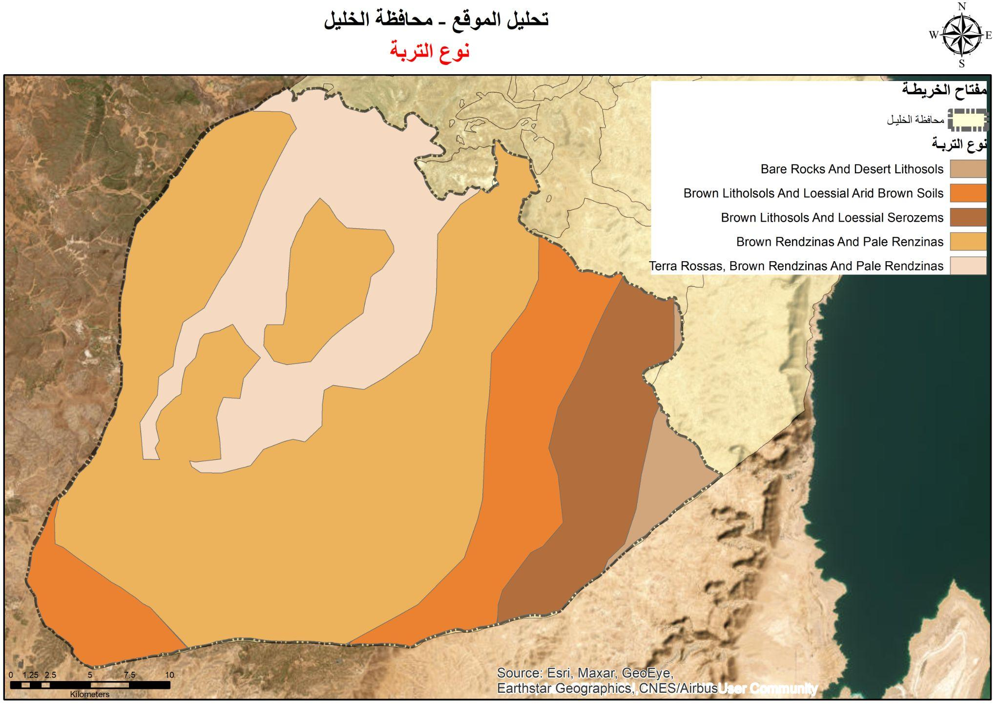 تحليل الموقع - محافظة الخليل
نوع التربة
N
W E
S
مفتاح الخريطة
محافظة الخليل
نوع التربة
Bare Rocks And Desert Lithosols
Brown Litholsols And Loessial Arid Brown Soils
Brown Lithosols And Loessial Serozems
Brown Rendzinas And Pale Renzinas
Terra Rossas, Brown Rendzinas And Pale Rendzinas
0 1.25 2.5 5 7.5 10
Kilometers
Source: Esri, Maxar, GeoEye,
Earthstar Geographics, CNES/Airbus User Community